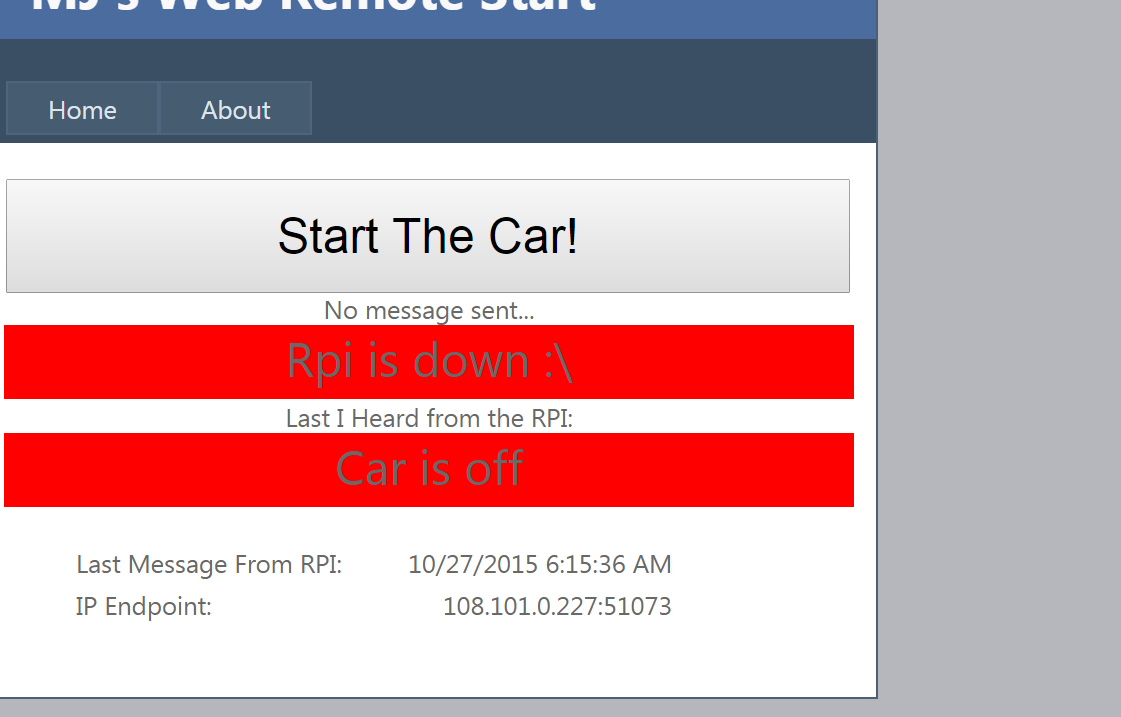 MJ's Web Remote Start
Home About
Start The Car!
No message sent...
Rpi is down :\
Last I Heard from the RPI:
Car is off
Last Message From RPI: 10/27/2015 6:15:36 AM
IP Endpoint: 108.101.0.227:51073